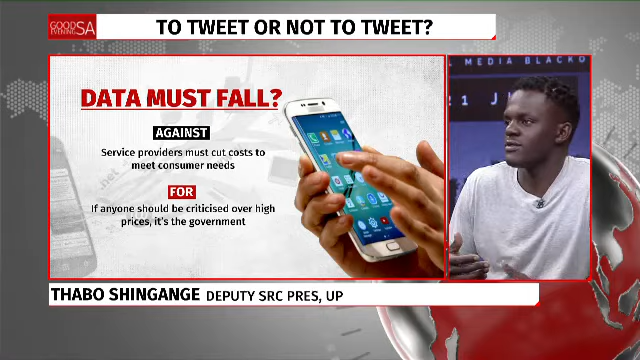 GOOD
EVENING SA
TO TWEET OR NOT TO TWEET?
MEDIA BLACKO
21 J
DATA MUST FALL?
AGAINST
Service providers must cut costs to
meet consumer needs
FOR
If anyone should be criticised over high
prices, it's the government
THABO SHINGANGE DEPUTY SRC PRES, UP